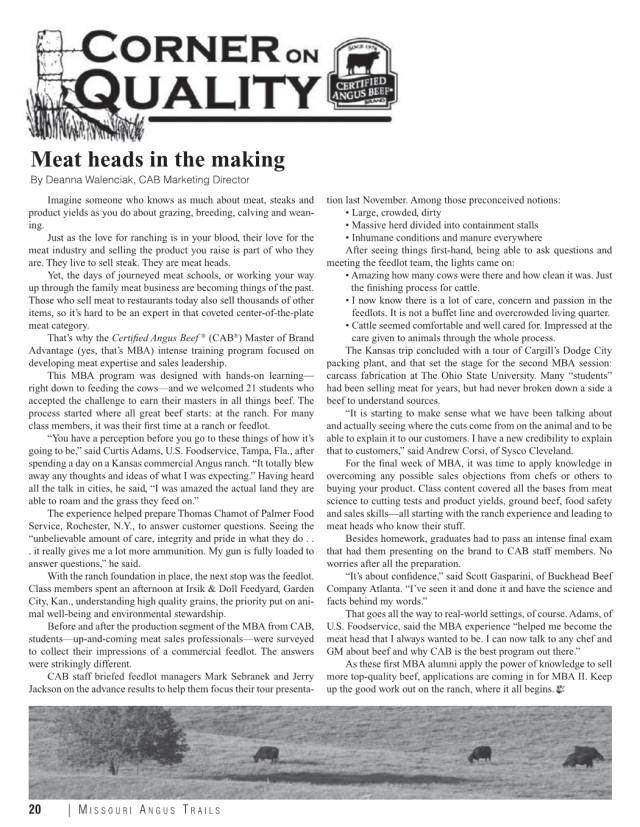 CORNER ON
QUALITY
SINCE 1978
CERTIFIED
ANGUS BEEF
BRAND
Meat heads in the making
By Deanna Walenciak, CAB Marketing Director
Imagine someone who knows as much about meat, steaks and
product yields as you do about grazing, breeding, calving and wean-
ing.
Just as the love for ranching is in your blood, their love for the
meat industry and selling the product you raise is part of who they
are. They live to sell steak. They are meat heads.
Yet, the days of journeyed meat schools, or working your way
up through the family meat business are becoming things of the past.
Those who sell meat to restaurants today also sell thousands of other
items, so it's hard to be an expert in that coveted center-of-the-plate
meat category.
That's why the Certified Angus Beef ® (CAB®) Master of Brand
Advantage (yes, that's MBA) intense training program focused on
developing meat expertise and sales leadership.
This MBA program was designed with hands-on learning—
right down to feeding the cows—and we welcomed 21 students who
accepted the challenge to earn their masters in all things beef. The
process started where all great beef starts: at the ranch. For many
class members, it was their first time at a ranch or feedlot.
“You have a perception before you go to these things of how it's
going to be,” said Curtis Adams, U.S. Foodservice, Tampa, Fla., after
spending a day on a Kansas commercial Angus ranch. “It totally blew
away any thoughts and ideas of what I was expecting.” Having heard
all the talk in cities, he said, “I was amazed the actual land they are
able to roam and the grass they feed on.”
The experience helped prepare Thomas Chamot of Palmer Food
Service, Rochester, N.Y., to answer customer questions. Seeing the
“unbelievable amount of care, integrity and pride in what they do . .
. it really gives me a lot more ammunition. My gun is fully loaded to
answer questions,” he said.
With the ranch foundation in place, the next stop was the feedlot.
Class members spent an afternoon at Irsik & Doll Feedyard, Garden
City, Kan., understanding high quality grains, the priority put on ani-
mal well-being and environmental stewardship.
Before and after the production segment of the MBA from CAB,
students—up-and-coming meat sales professionals—were surveyed
to collect their impressions of a commercial feedlot. The answers
were strikingly different.
CAB staff briefed feedlot managers Mark Sebranek and Jerry
Jackson on the advance results to help them focus their tour presenta-
tion last November. Among those preconceived notions:
• Large, crowded, dirty
• Massive herd divided into containment stalls
• Inhumane conditions and manure everywhere
After seeing things first-hand, being able to ask questions and
meeting the feedlot team, the lights came on:
• Amazing how many cows were there and how clean it was. Just
the finishing process for cattle.
• I now know there is a lot of care, concern and passion in the
feedlots. It is not a buffet line and overcrowded living quarter.
• Cattle seemed comfortable and well cared for. Impressed at the
care given to animals through the whole process.
The Kansas trip concluded with a tour of Cargill's Dodge City
packing plant, and that set the stage for the second MBA session:
carcass fabrication at The Ohio State University. Many “students”
had been selling meat for years, but had never broken down a side a
beef to understand sources.
“It is starting to make sense what we have been talking about
and actually seeing where the cuts come from on the animal and to be
able to explain it to our customers. I have a new credibility to explain
that to customers,” said Andrew Corsi, of Sysco Cleveland.
For the final week of MBA, it was time to apply knowledge in
overcoming any possible sales objections from chefs or others to
buying your product. Class content covered all the bases from meat
science to cutting tests and product yields, ground beef, food safety
and sales skills—all starting with the ranch experience and leading to
meat heads who know their stuff.
Besides homework, graduates had to pass an intense final exam
that had them presenting on the brand to CAB staff members. No
worries after all the preparation.
“It's about confidence,” said Scott Gasparini, of Buckhead Beef
Company Atlanta. “I've seen it and done it and have the science and
facts behind my words.”
That goes all the way to real-world settings, of course. Adams, of
U.S. Foodservice, said the MBA experience “helped me become the
meat head that I always wanted to be. I can now talk to any chef and
GM about beef and why CAB is the best program out there.”
As these first MBA alumni apply the power of knowledge to sell
more top-quality beef, applications are coming in for MBA II. Keep
up the good work out on the ranch, where it all begins.
20 | MISSOURI ANGUS TRAILS